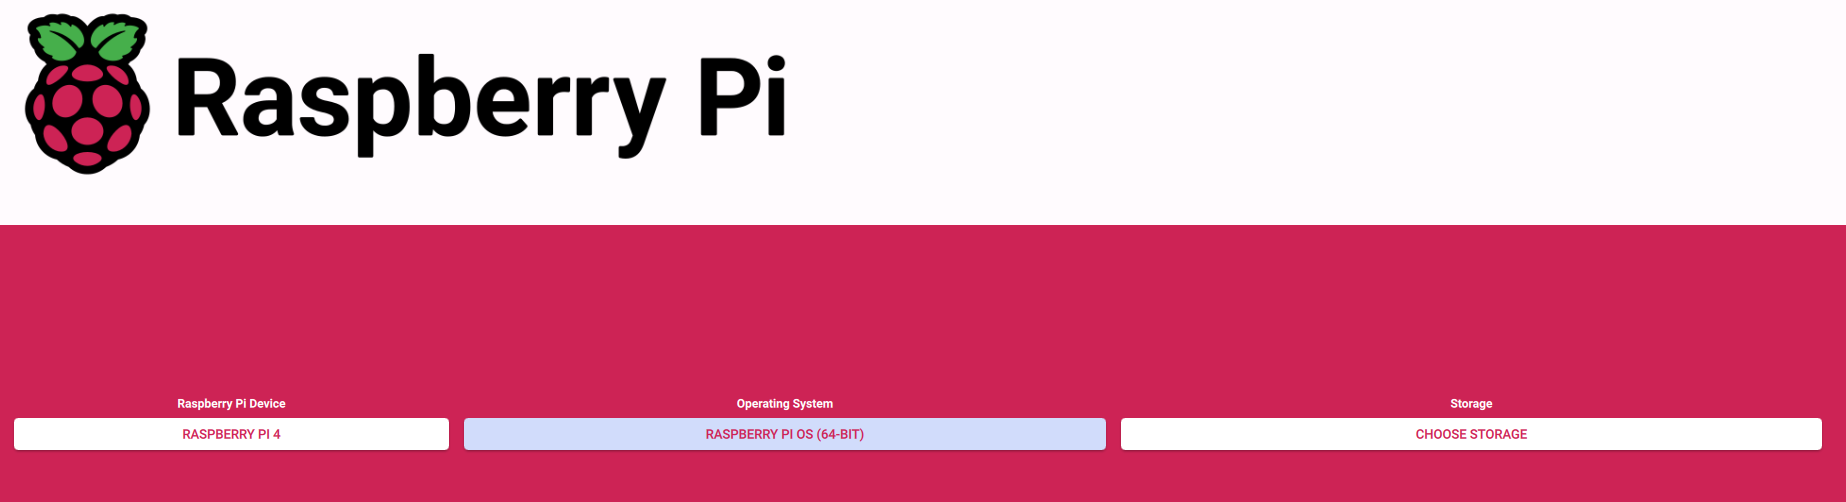 Raspberry Pi
Raspberry Pi Device
RASPBERRY PI 4
Operating System
RASPBERRY PI OS (64-BIT)
Storage
CHOOSE STORAGE